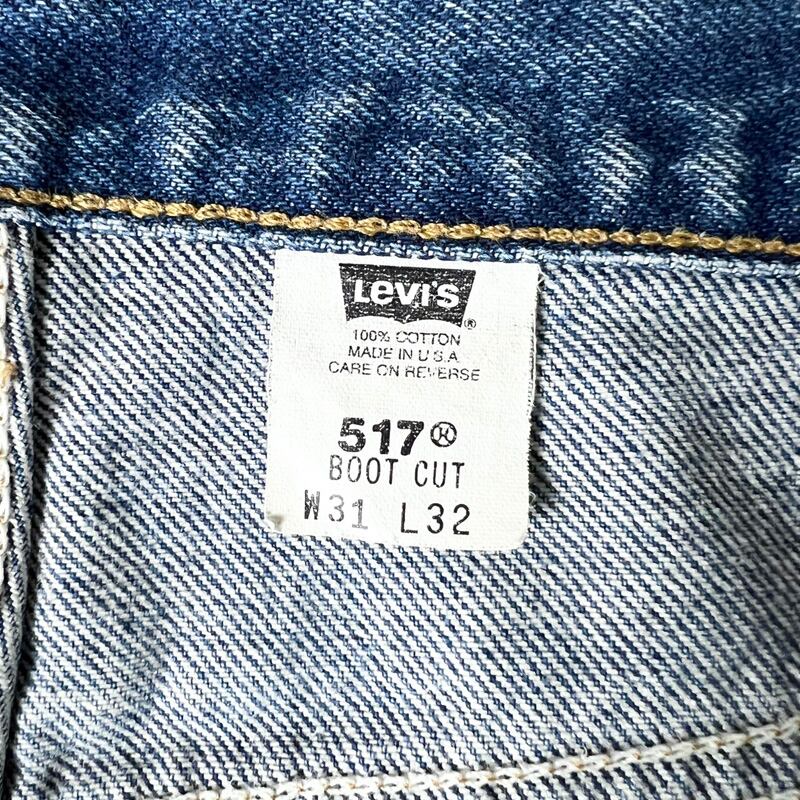 LEVI'S®
100% COTTON
MADE IN U.S.A
CARE ON REVERSE
517®
BOOT CUT
W31 L32